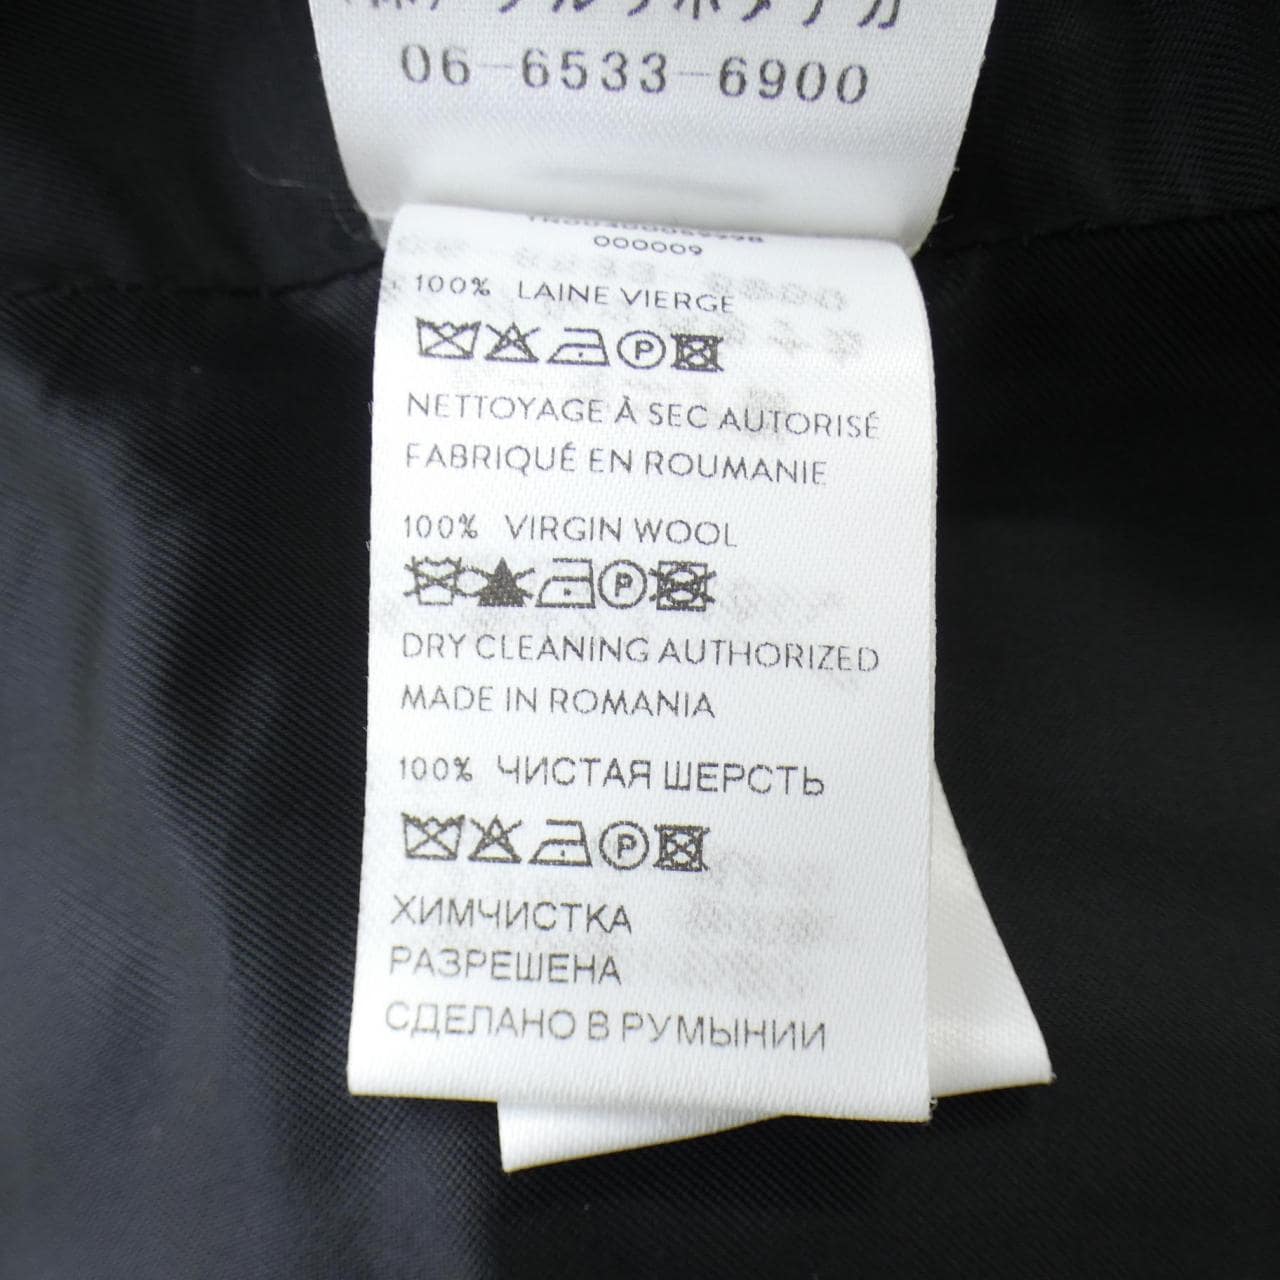 06-6533-6900
000009
100% LAINE VIERGE
P
NETTOYAGE À SEC AUTORISÉ
FABRIQUÉ EN ROUMANIE
100% VIRGIN WOOL
P
DRY CLEANING AUTHORIZED
MADE IN ROMANIA
100% ЧИСТАЯ ШЕРСТЬ
P
ХИМЧИСТКА
РАЗРЕШЕНА
СДЕЛАНО В РУМЫНИИ